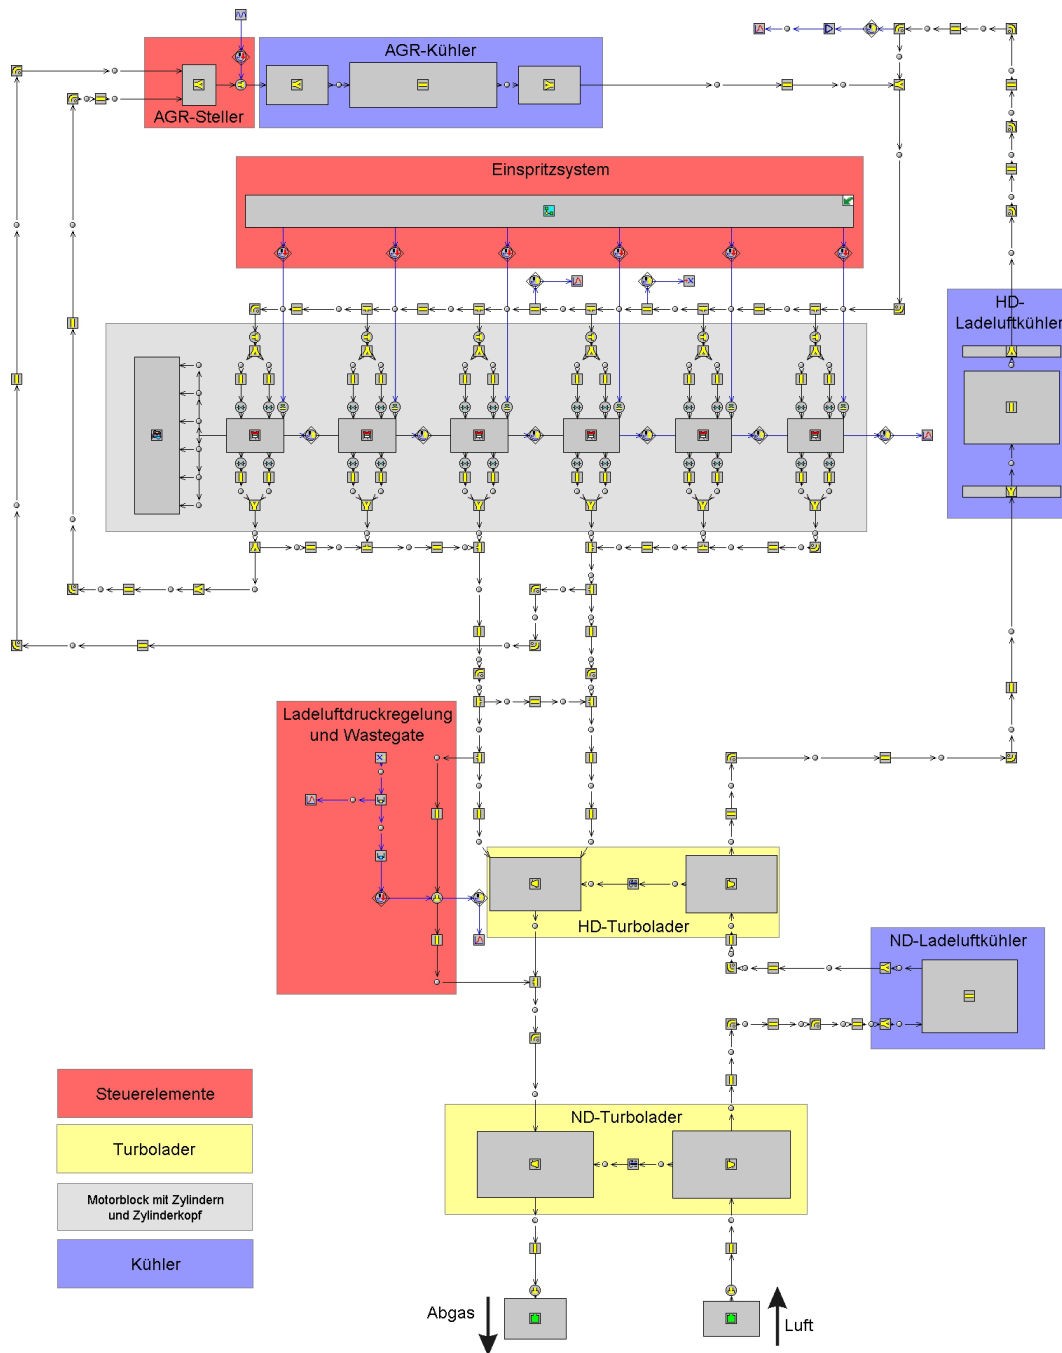 AGR-Kühler
AGR-Steller
Einspritzsystem
HD-
Ladeluftkühler
Ladeluftdruckregelung
und Wastegate
HD-Turbolader
ND-Ladeluftkühler
ND-Turbolader
Steuerelemente
Turbolader
Motorblock mit Zylindern
und Zylinderkopf
Kühler
Abgas
Luft